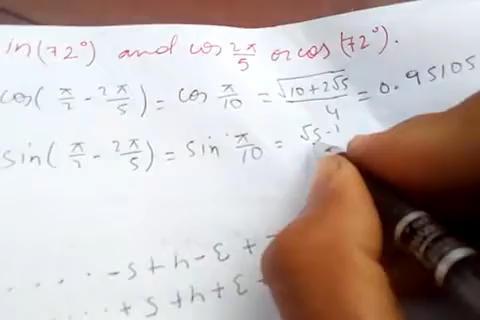 in(72°) and cos 2π/5 or cos (72°).
cos(π/2 - 2π/5) = cos π/10 = √(10+2√5)/4 = 0.95105
sin(π/2 - 2π/5) = sin π/10 = √5-1
+ 3-4+5-.....
+3+4+5+.....